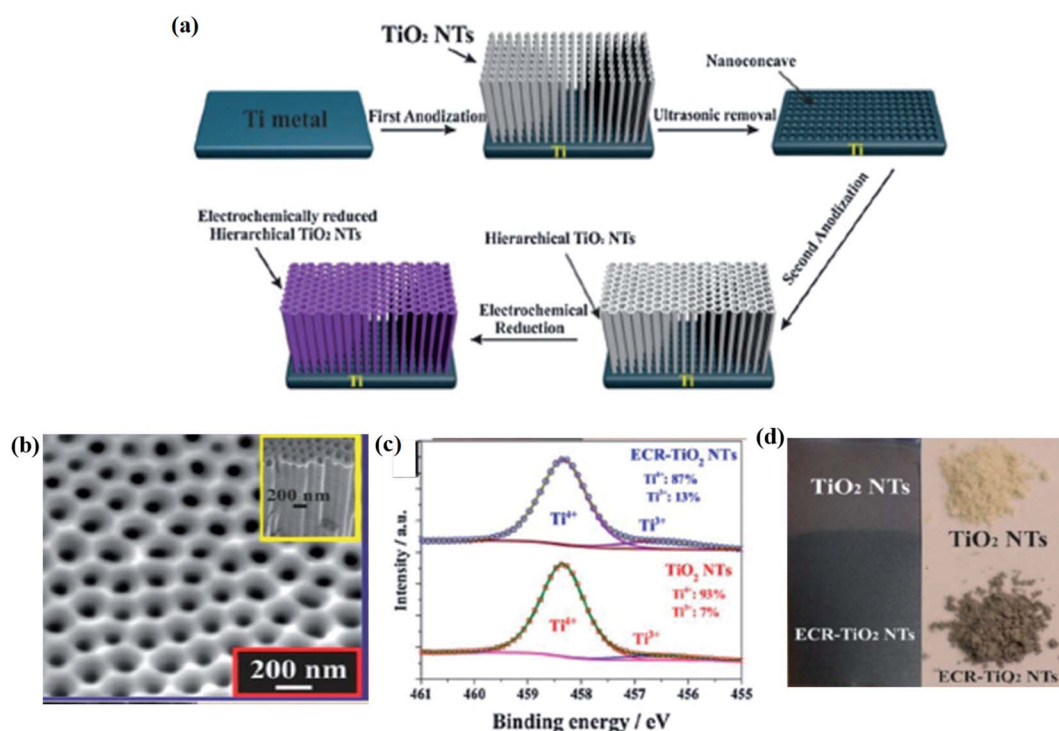 (a)
TiO₂ NTs
Nanoconcave
Ti metal
First Anodization
Ultrasonic removal
Ti
Ti
Second Anodization
Electrochemically reduced
Hierarchical TiO₂ NTs
Hierarchical TiO₂ NTs
Electrochemical
Reduction
Ti
Ti
(b)
200 nm
200 nm
(c)
ECR-TiO₂ NTs
Ti⁴⁺: 87%
Ti³⁺: 13%
Ti⁴⁺
Ti³⁺
TiO₂ NTs
Ti⁴⁺: 93%
Ti³⁺: 7%
Ti⁴⁺
Ti³⁺
Intensity / a.u.
461 460 459 458 457 456 455
Binding energy / eV
(d)
TiO₂ NTs
ECR-TiO₂ NTs
TiO₂ NTs
ECR-TiO₂ NTs